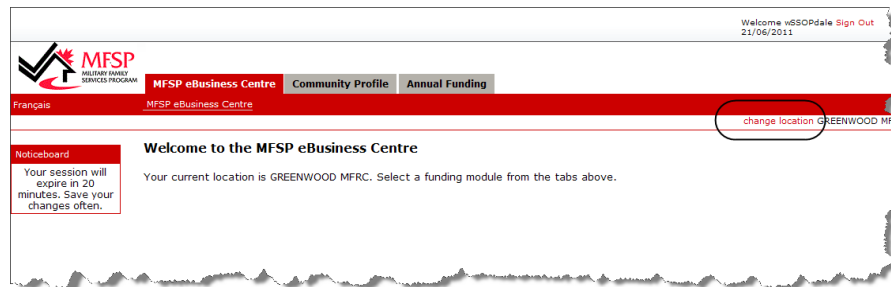 Welcome wSSOPdale Sign Out
21/06/2011
MFSP
MILITARY FAMILY
SERVICES PROGRAM
MFSP eBusiness Centre Community Profile Annual Funding
Français MFSP eBusiness Centre
change location GREENWOOD MF
Noticeboard
Your session will
expire in 20
minutes. Save your
changes often.
Welcome to the MFSP eBusiness Centre
Your current location is GREENWOOD MFRC. Select a funding module from the tabs above.